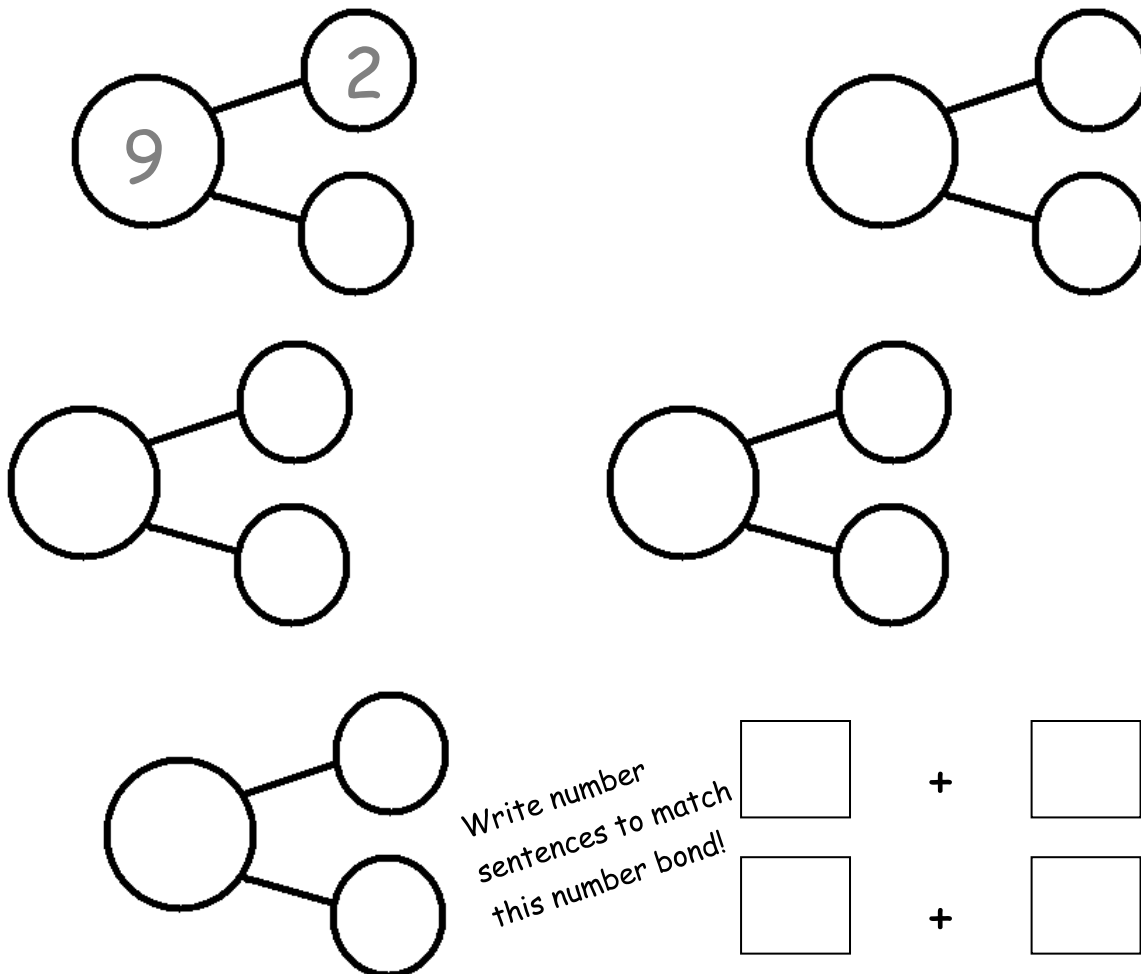 2
9
Write number
sentences to match
this number bond!
+
+